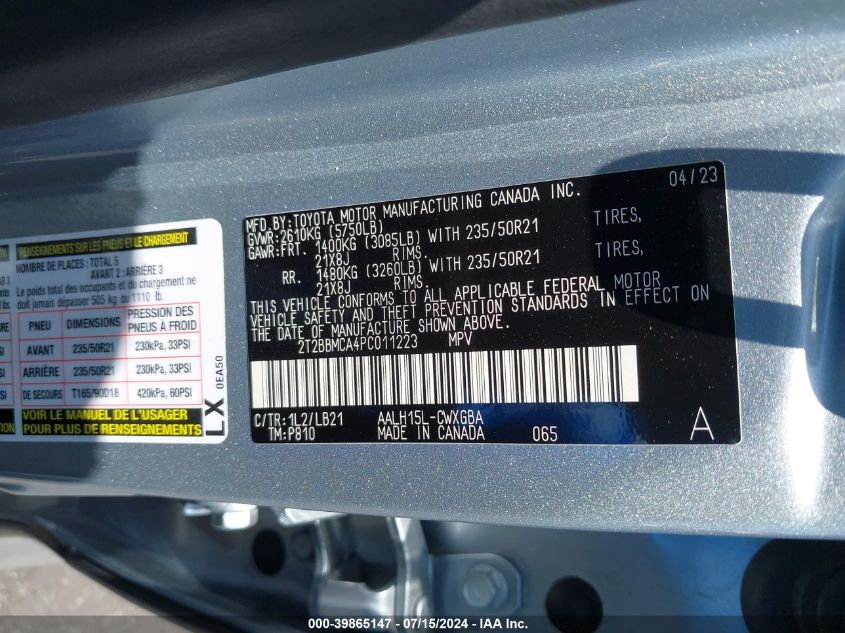 RENSEIGNEMENTS SUR LES PNEUS ET LE CHARGEMENT
NOMBRE DE PLACES : TOTAL 5
AVANT 2 : ARRIÈRE 3
Le poids total des occupants et du chargement ne
doit jamais dépasser 505 kg ou 1110 lb.
PNEU DIMENSIONS PRESSION DES PNEUS À FROID
AVANT 235/50R21 230kPa, 33PSI
ARRIÈRE 235/50R21 230kPa, 33PSI
DE SECOURS T165/90D18 420kPa, 60PSI
VOIR LE MANUEL DE L'USAGER
POUR PLUS DE RENSEIGNEMENTS
LX 0EA50
MFD.BY:TOYOTA MOTOR MANUFACTURING CANADA INC. 04/23
GVWR:2610KG (5750LB)
GAWR:FRT. 1400KG (3085LB) WITH 235/50R21 TIRES,
21X8J RIMS.
RR. 1480KG (3260LB) WITH 235/50R21 TIRES,
21X8J RIMS.
THIS VEHICLE CONFORMS TO ALL APPLICABLE FEDERAL MOTOR
VEHICLE SAFETY AND THEFT PREVENTION STANDARDS IN EFFECT ON
THE DATE OF MANUFACTURE SHOWN ABOVE.
2T2BBMCA4PC011223 MPV
C/TR:1L2/LB21 AALH15L-CWXGBA
TM:P810 MADE IN CANADA 065 A
000-39865147 - 07/15/2024 - IAAI, Inc.